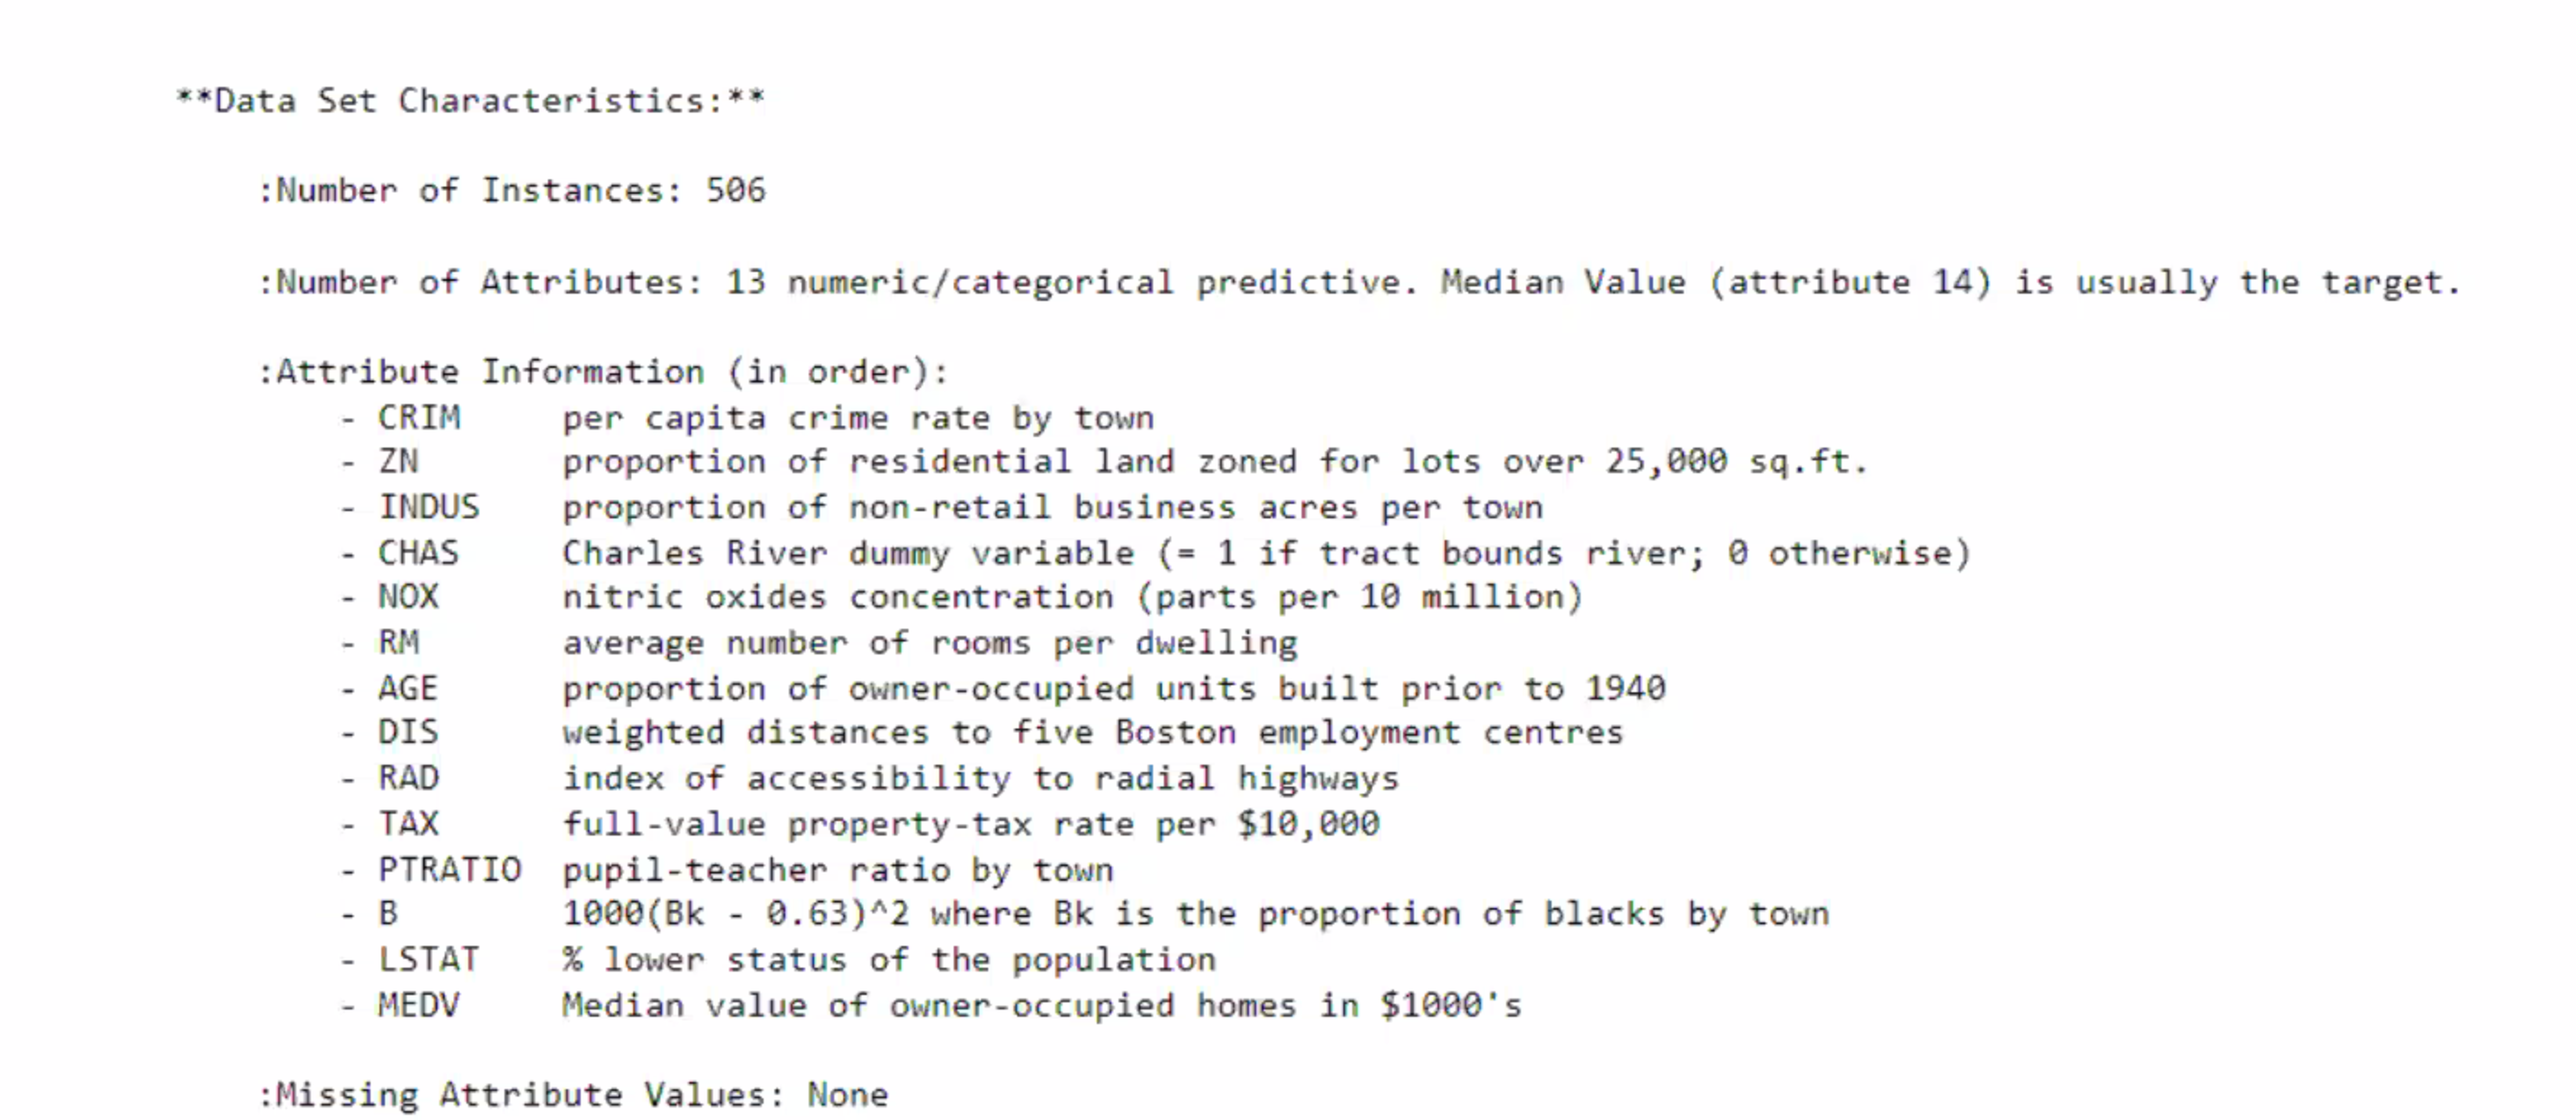 **Data Set Characteristics:**
:Number of Instances: 506
:Number of Attributes: 13 numeric/categorical predictive. Median Value (attribute 14) is usually the target.
:Attribute Information (in order):
- CRIM per capita crime rate by town
- ZN proportion of residential land zoned for lots over 25,000 sq.ft.
- INDUS proportion of non-retail business acres per town
- CHAS Charles River dummy variable (= 1 if tract bounds river; 0 otherwise)
- NOX nitric oxides concentration (parts per 10 million)
- RM average number of rooms per dwelling
- AGE proportion of owner-occupied units built prior to 1940
- DIS weighted distances to five Boston employment centres
- RAD index of accessibility to radial highways
- TAX full-value property-tax rate per $10,000
- PTRATIO pupil-teacher ratio by town
- B 1000(Bk - 0.63)^2 where Bk is the proportion of blacks by town
- LSTAT % lower status of the population
- MEDV Median value of owner-occupied homes in $1000's
:Missing Attribute Values: None